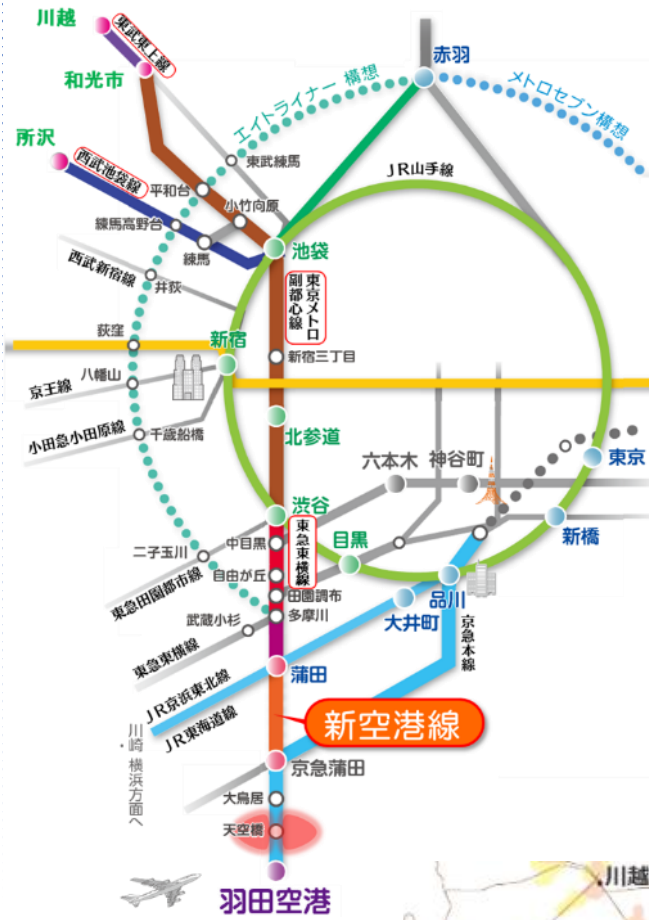 川越
東武東上線
和光市
赤羽
エイトライナー 構想
メトロセブン構想
所沢
西武池袋線
東武練馬
JR山手線
平和台
小竹向原
練馬高野台
練馬
池袋
西武新宿線
井荻
東京メトロ
副都心線
荻窪
新宿
新宿三丁目
八幡山
京王線
小田急小田原線
千歳船橋
北参道
六本木
神谷町
東京
渋谷
新橋
中目黒
東急東横線
目黒
二子玉川
自由が丘
東急田園都市線
田園調布
品川
武蔵小杉
多摩川
大井町
京急本線
東急東横線
蒲田
JR京浜東北線
新空港線
JR東海道線
川崎 横浜方面へ
京急蒲田
大鳥居
天空橋
羽田空港
川越